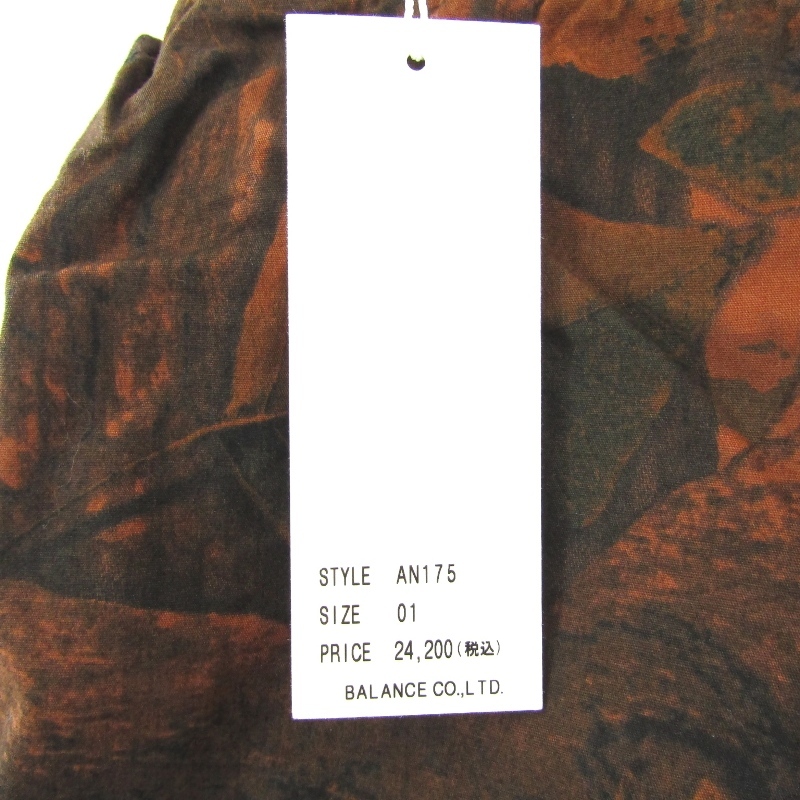 STYLE AN175
SIZE 01
PRICE 24,200(税込)
BALANCE CO.,LTD.